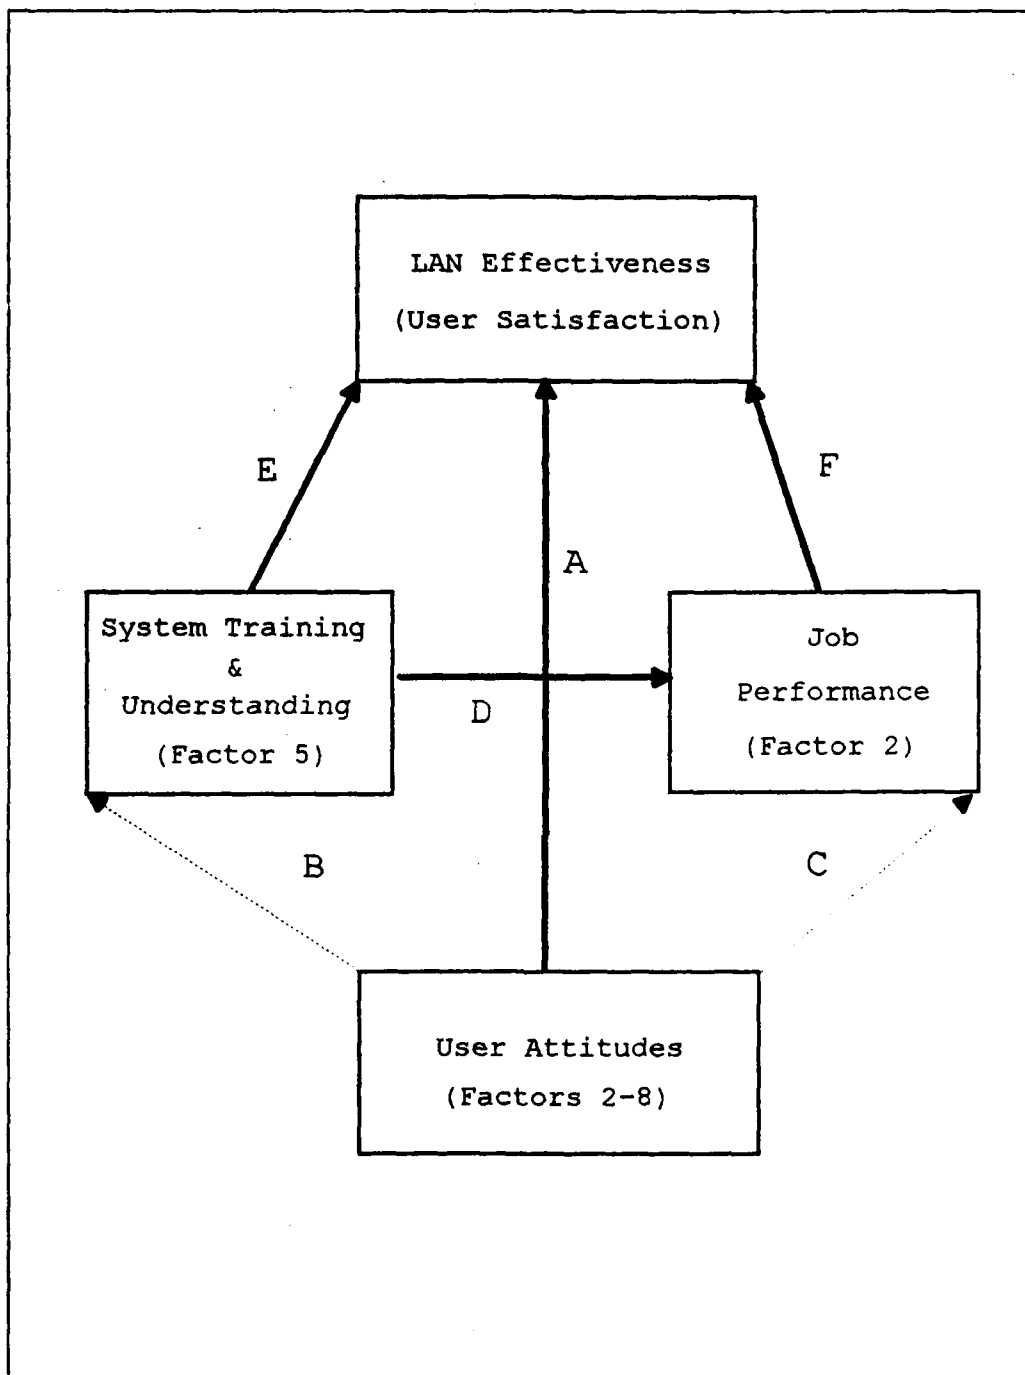 LAN Effectiveness
(User Satisfaction)
E
F
A
System Training
&
Understanding
(Factor 5)
D
Job
Performance
(Factor 2)
B
C
User Attitudes
(Factors 2-8)